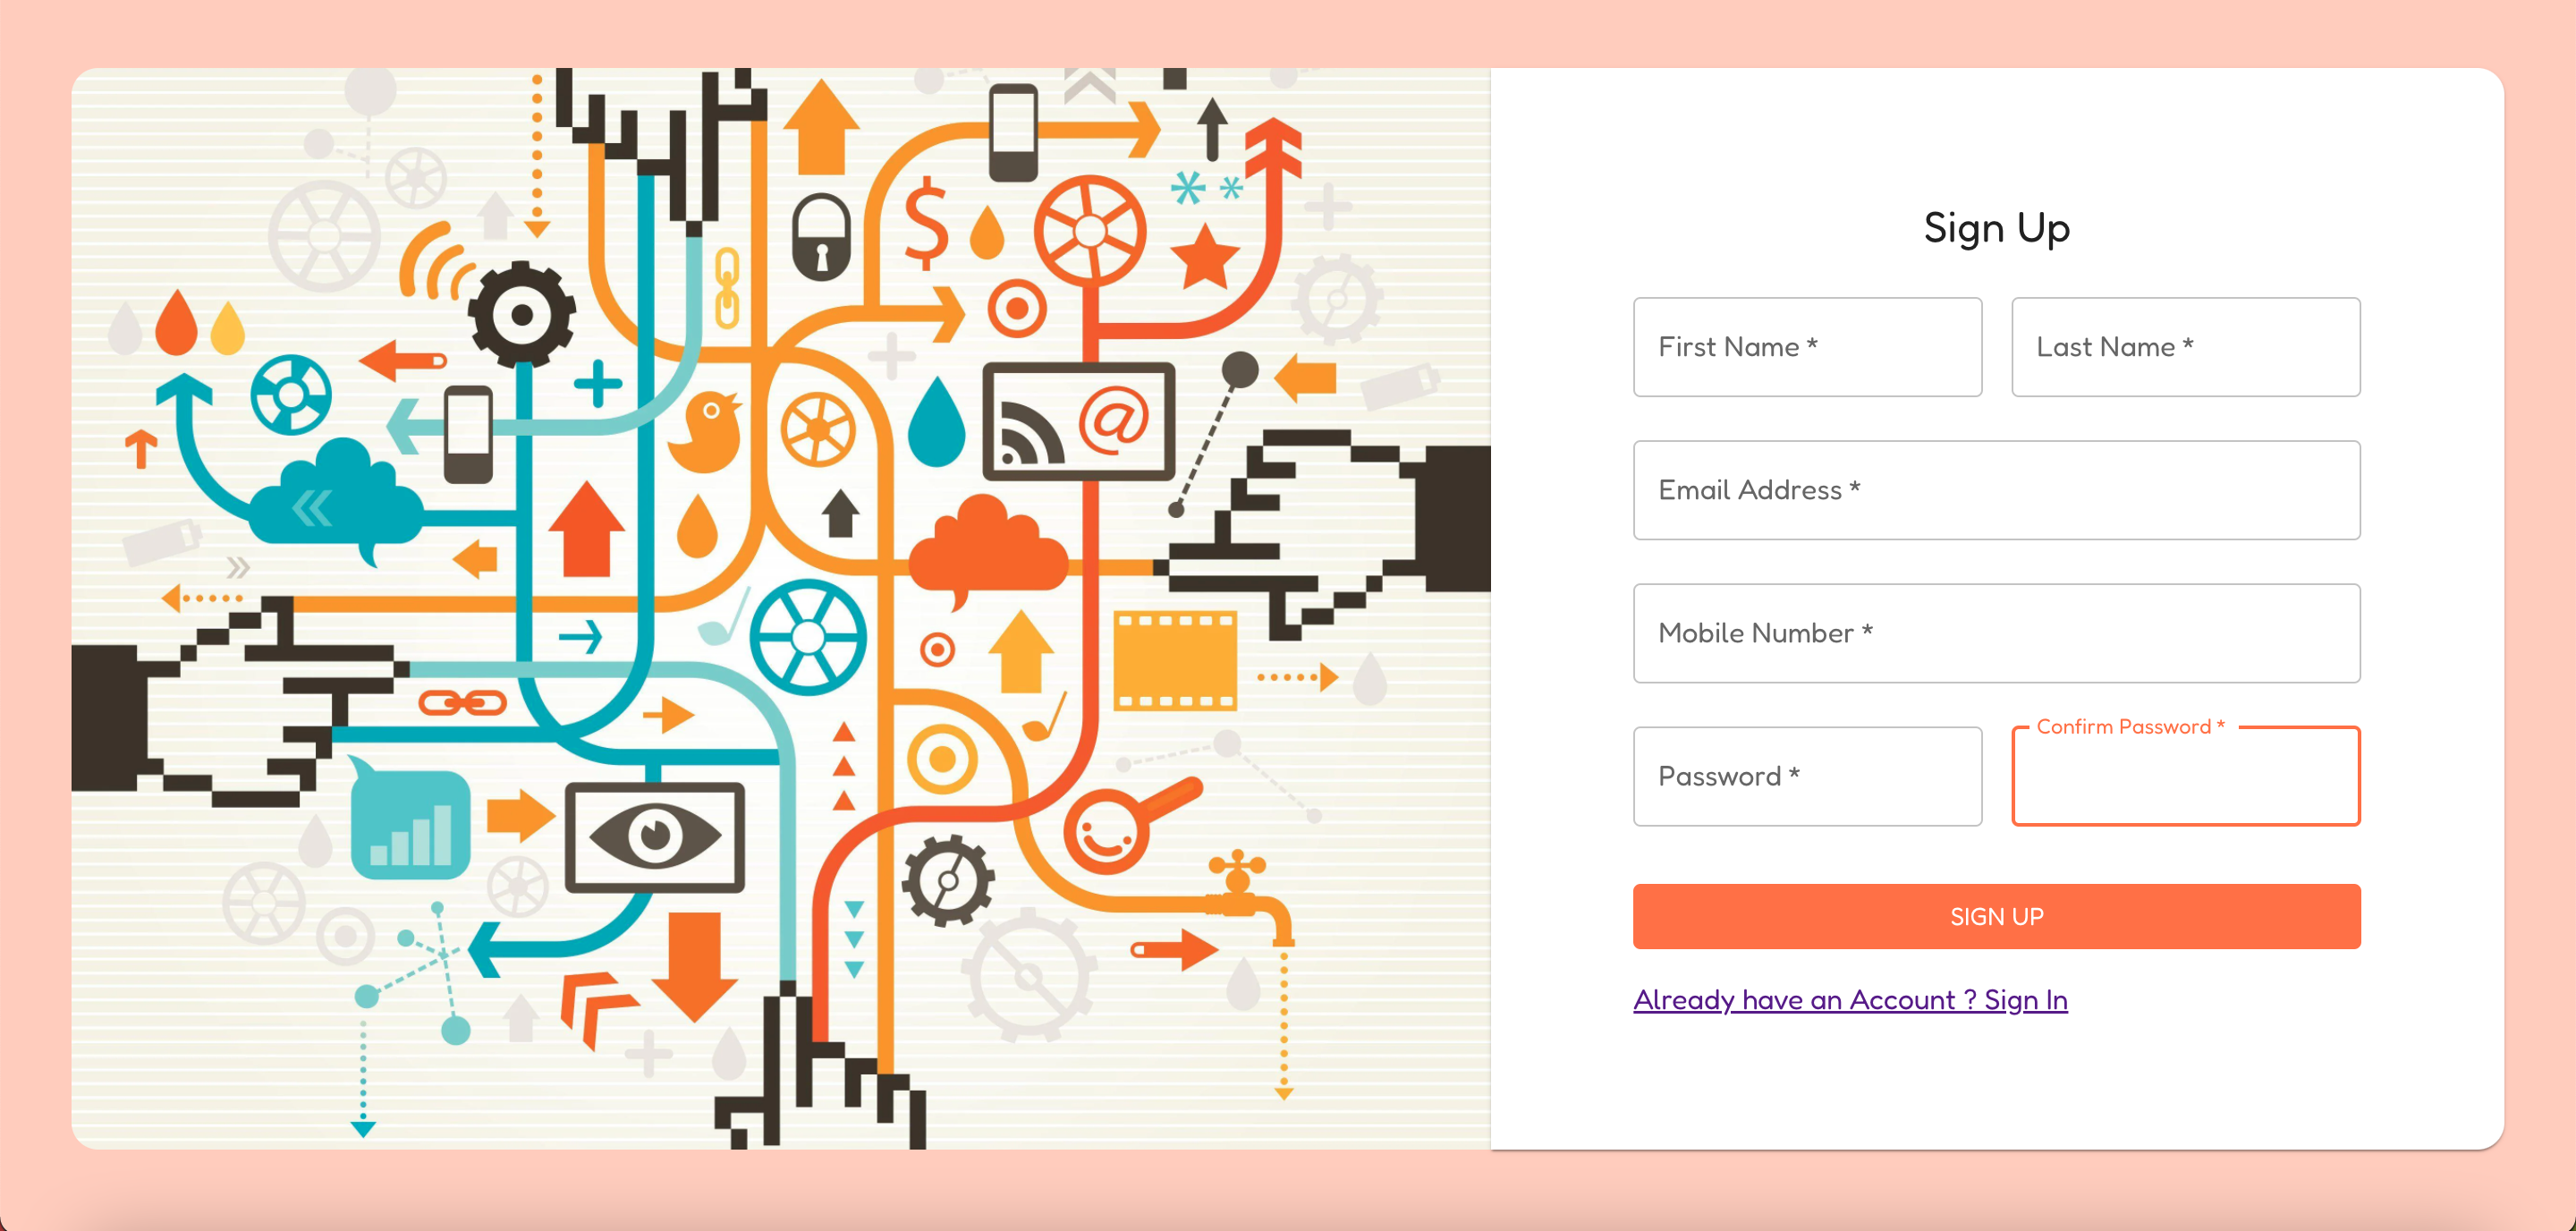 $
@
Sign Up
First Name *
Last Name *
Email Address *
Mobile Number *
Password *
Confirm Password *
SIGN UP
Already have an Account ? Sign In